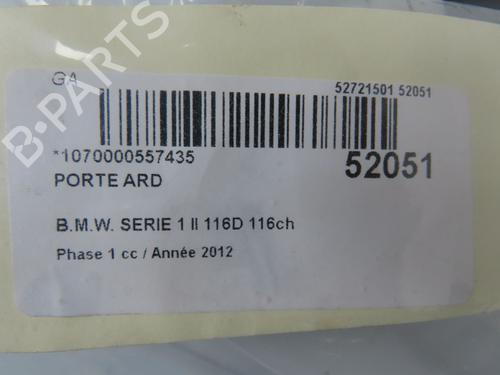 GA
52721501 52051
*1070000557435
52051
PORTE ARD
B.M.W. SERIE 1 II 116D 116ch
Phase 1 cc / Année 2012
B-PARTS